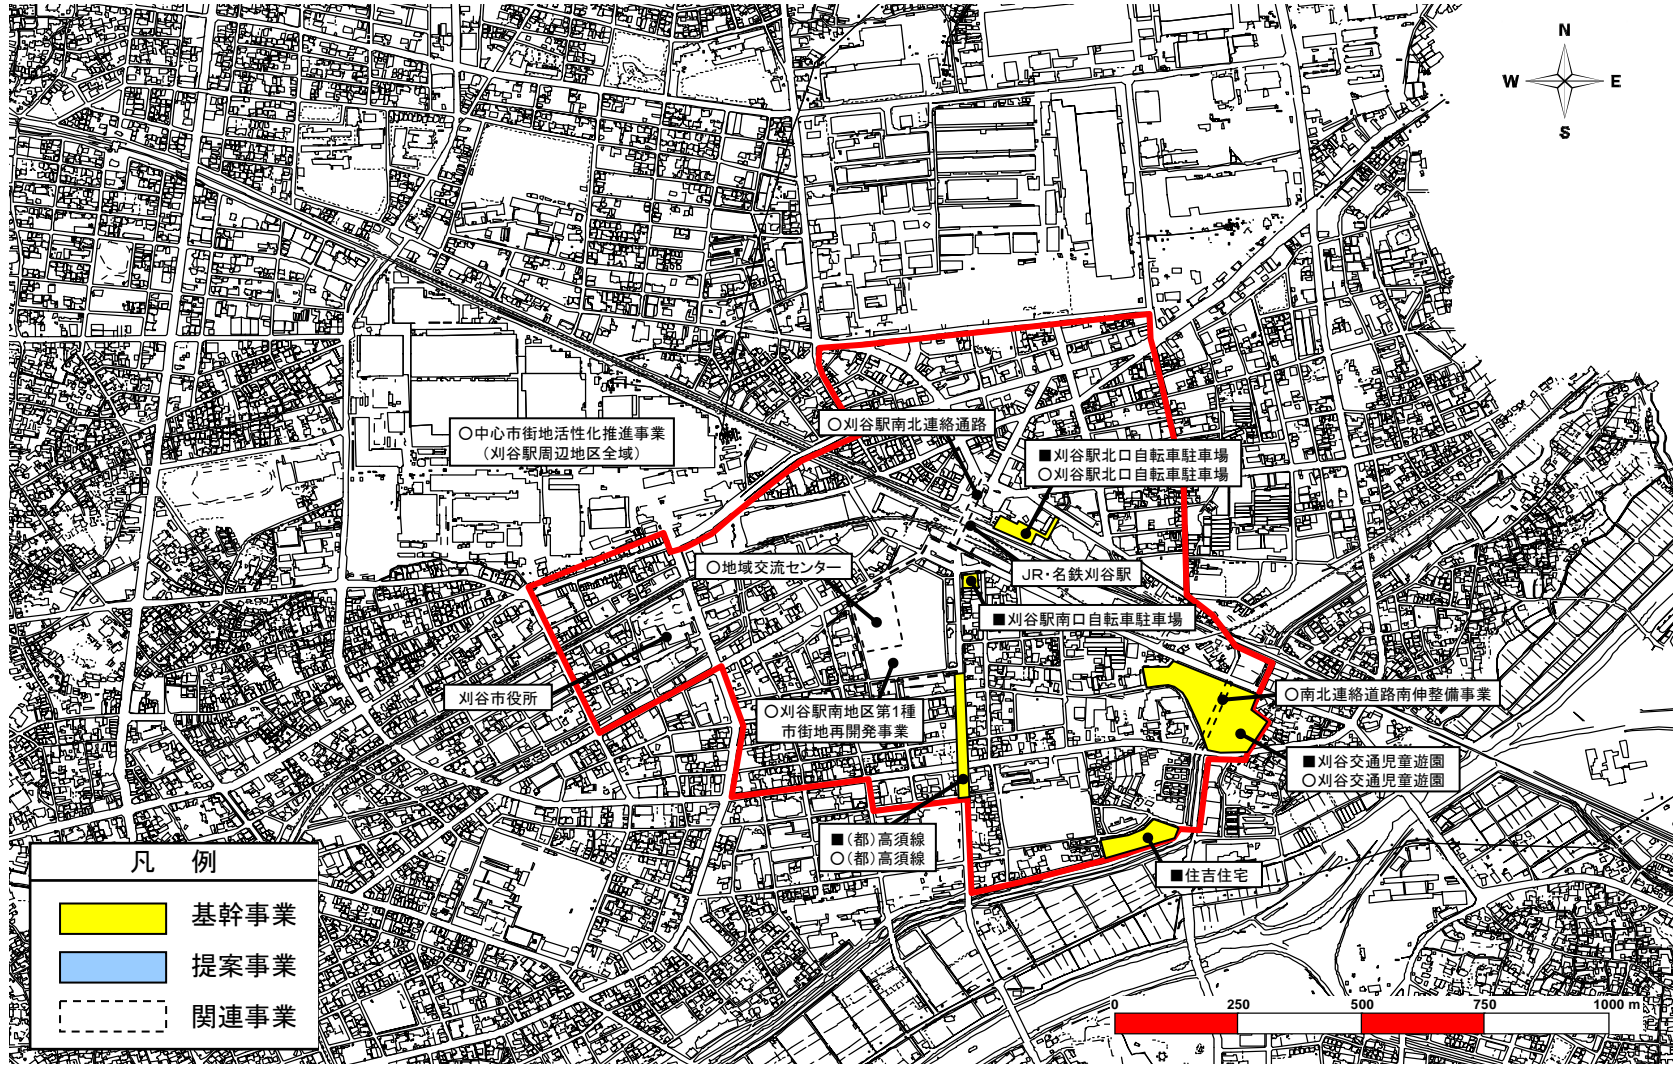 N
W E
S
○中心市街地活性化推進事業
（刈谷駅周辺地区全域）
○刈谷駅南北連絡通路
■刈谷駅北口自転車駐車場
○刈谷駅北口自転車駐車場
○地域交流センター
JR・名鉄刈谷駅
■刈谷駅南口自転車駐車場
刈谷市役所
○刈谷駅南地区第1種
市街地再開発事業
○南北連絡道路南伸整備事業
■刈谷交通児童遊園
○刈谷交通児童遊園
■(都)高須線
○(都)高須線
■住吉住宅
凡 例
基幹事業
提案事業
関連事業
0 250 500 750 1000 m